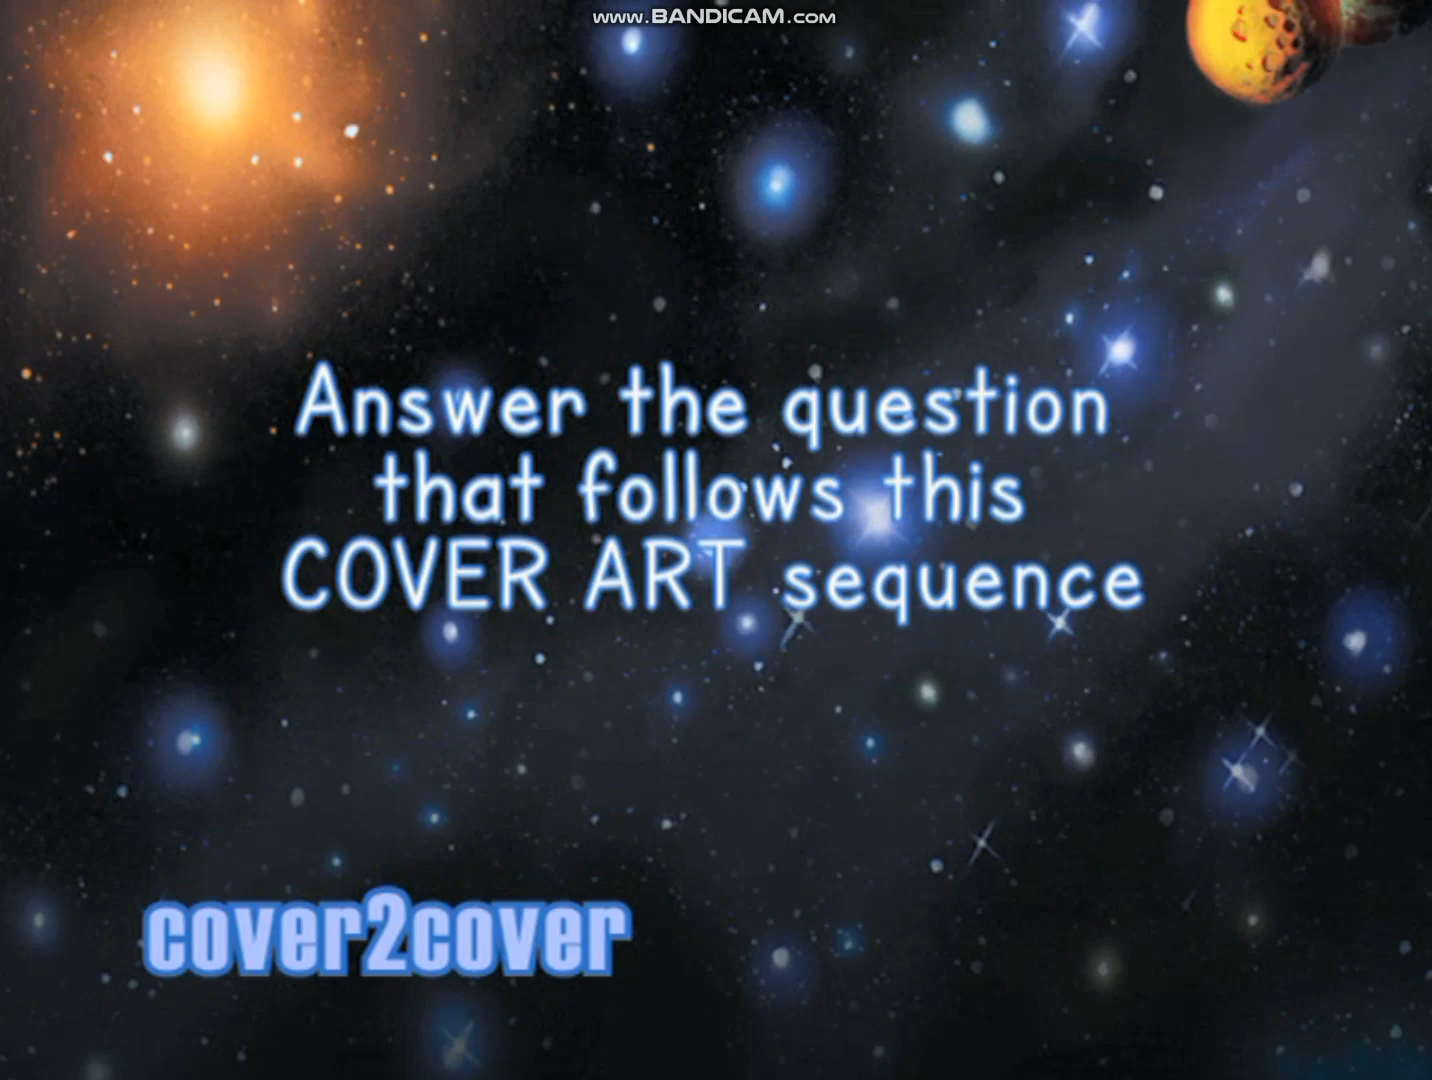 www.BANDICAM.com
Answer the question
that follows this
COVER ART sequence
cover2cover